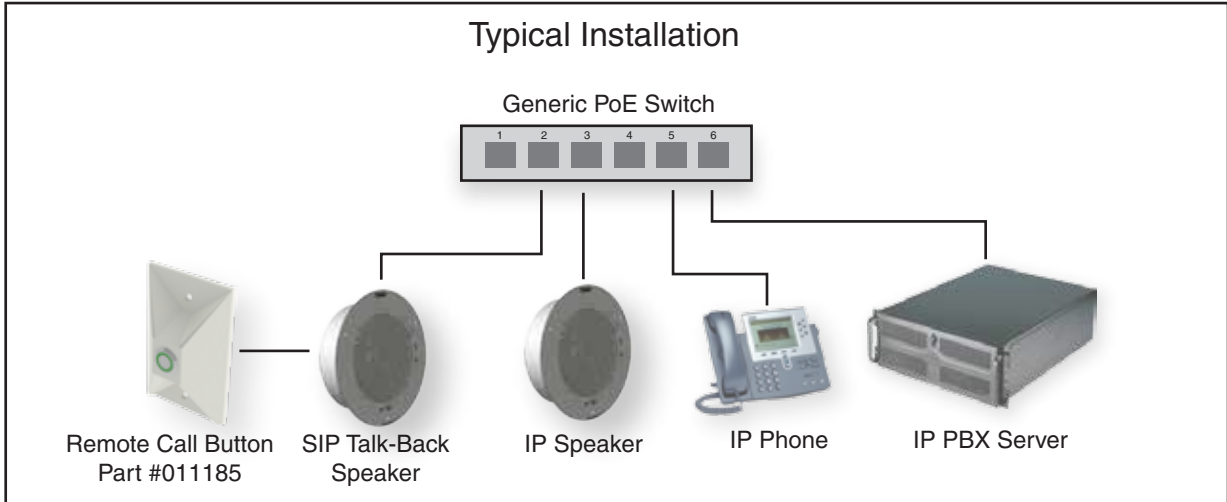 Typical Installation
Generic PoE Switch
1 2 3 4 5 6
Remote Call Button
Part #011185
SIP Talk-Back
Speaker
IP Speaker
IP Phone
IP PBX Server